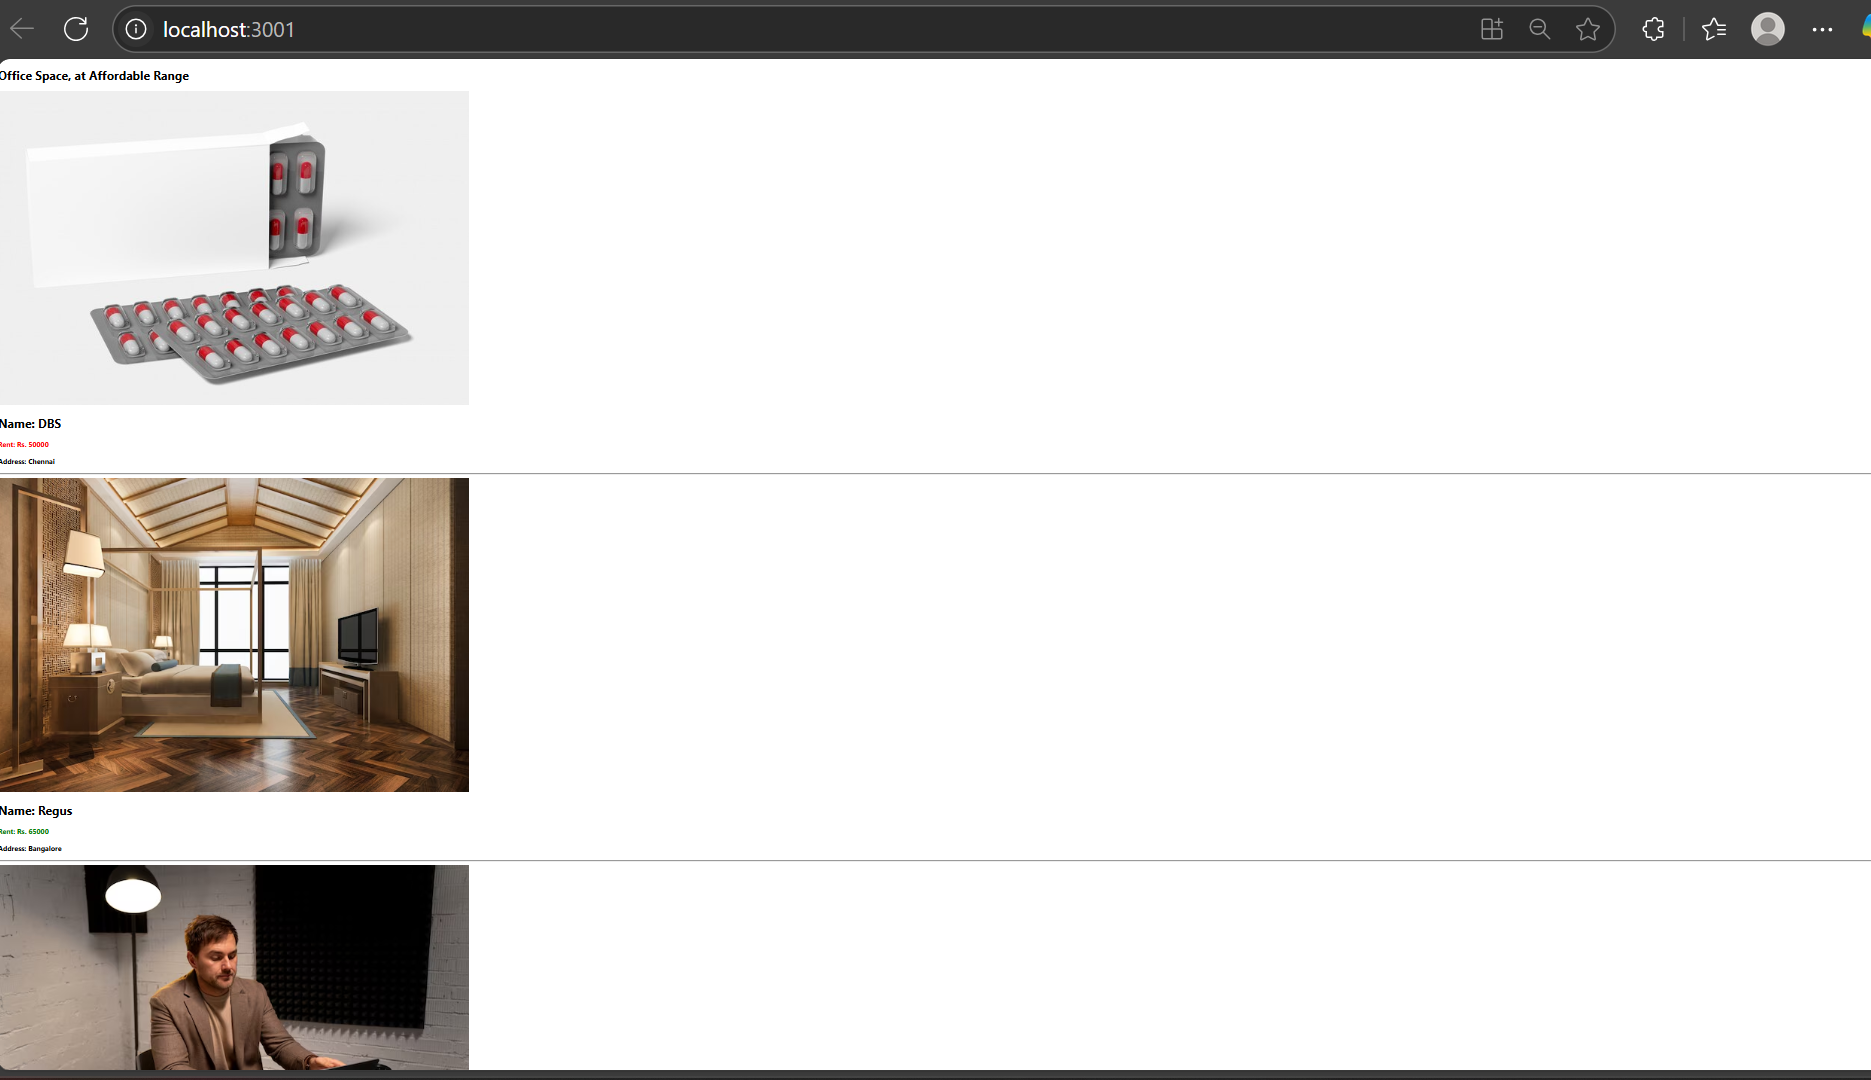 localhost:3001
Office Space, at Affordable Range
Name: DBS
Rent: Rs. 50000
Address: Chennai
Name: Regus
Rent: Rs. 65000
Address: Bangalore